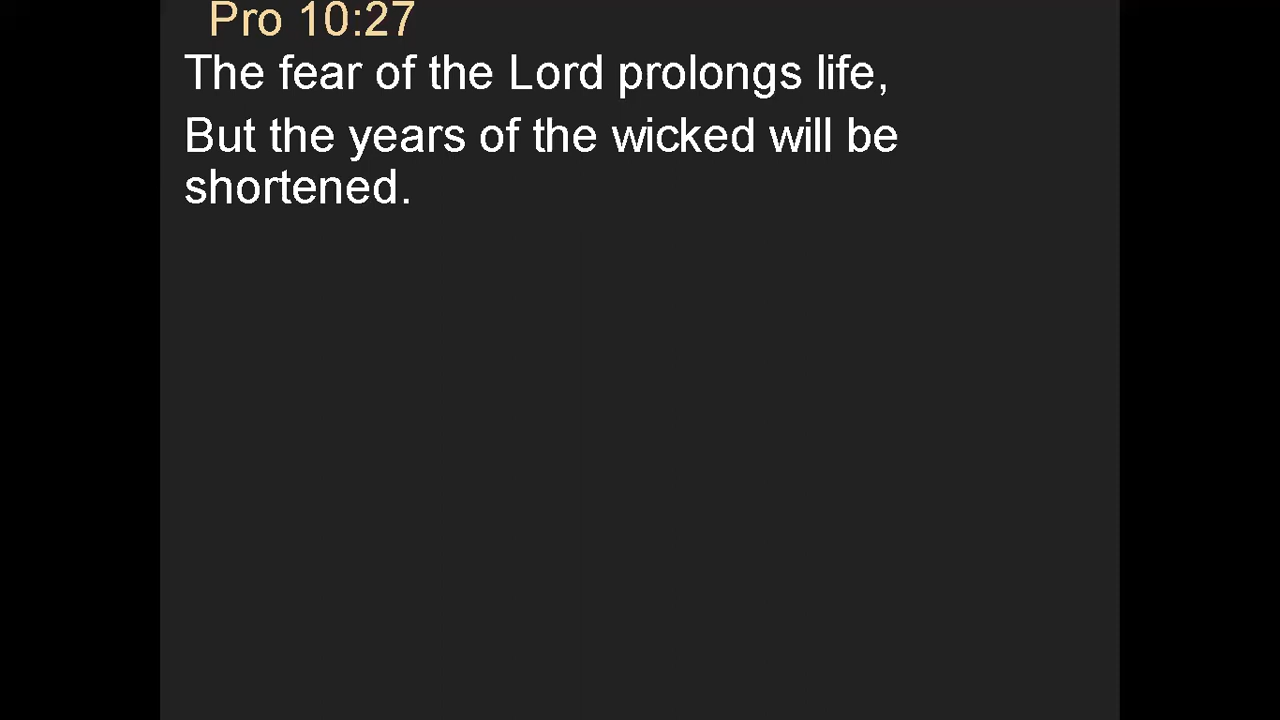 Pro 10:27
The fear of the Lord prolongs life,
But the years of the wicked will be
shortened.